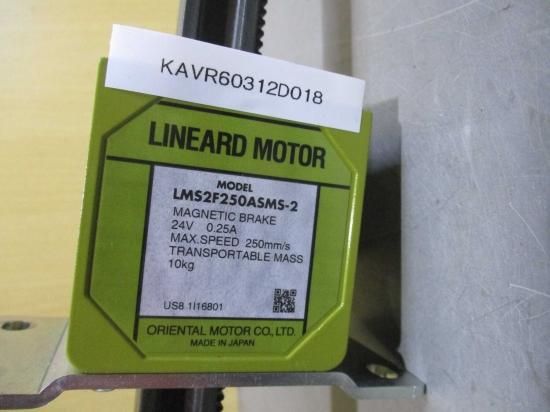 KAVR60312D018
LINEARD MOTOR
MODEL
LMS2F250ASMS-2
MAGNETIC BRAKE
24V 0.25A
MAX.SPEED 250mm/s
TRANSPORTABLE MASS
10kg
US8 1I16801
ORIENTAL MOTOR CO.,LTD.
MADE IN JAPAN